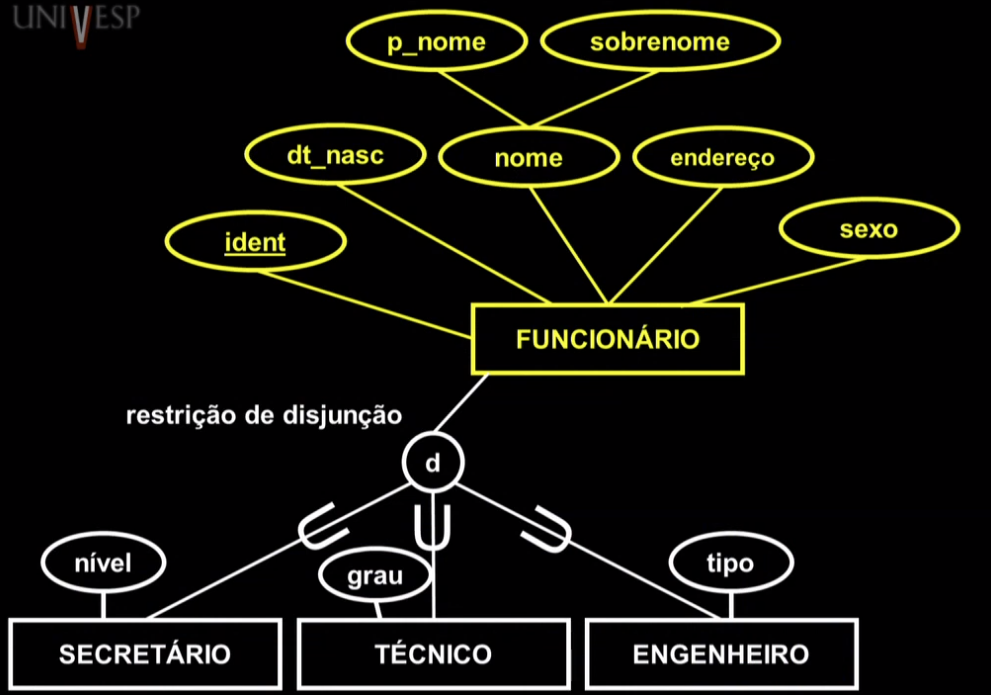 UNIVESP
p_nome
sobrenome
dt_nasc
nome
endereço
ident
sexo
FUNCIONÁRIO
restrição de disjunção
d
nível
grau
tipo
SECRETÁRIO
TÉCNICO
ENGENHEIRO